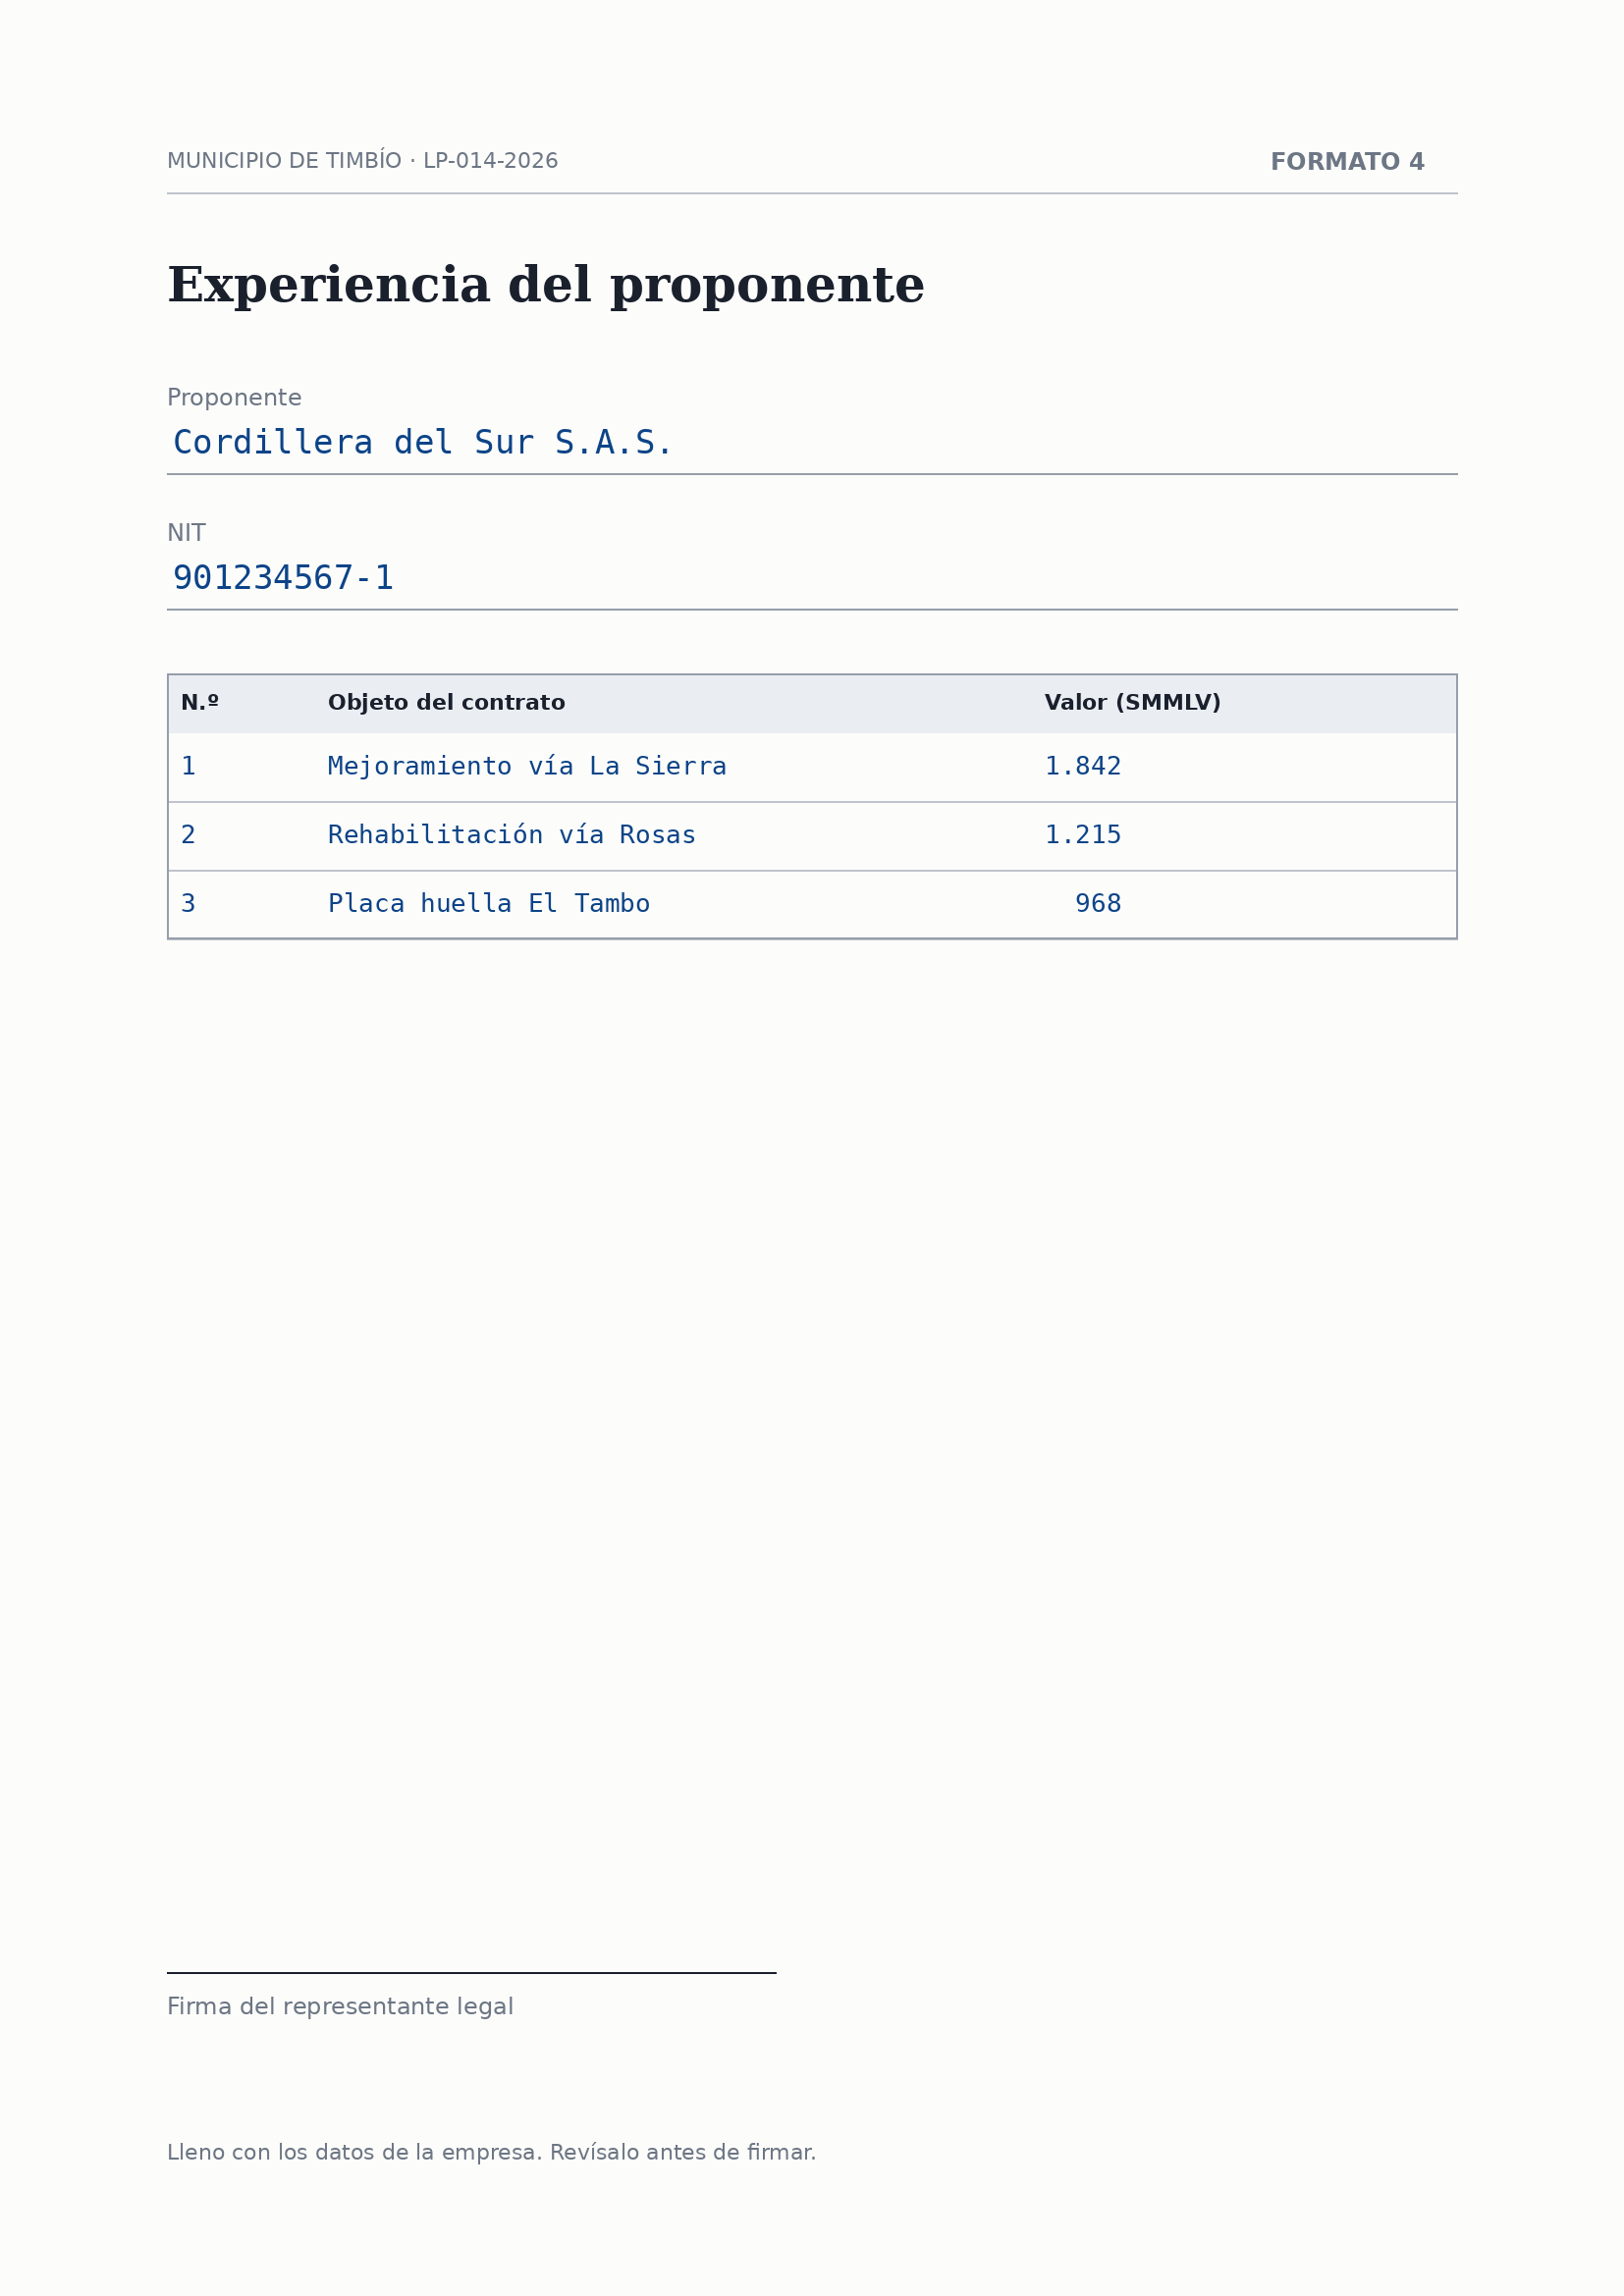 MUNICIPIO DE TIMBÍO · LP-014-2026 FORMATO 4
Experiencia del proponente
Proponente
Cordillera del Sur S.A.S.
NIT
901234567-1
N.º Objeto del contrato Valor (SMMLV)
1 Mejoramiento vía La Sierra 1.842
2 Rehabilitación vía Rosas 1.215
3 Placa huella El Tambo 968
Firma del representante legal
Lleno con los datos de la empresa. Revísalo antes de firmar.